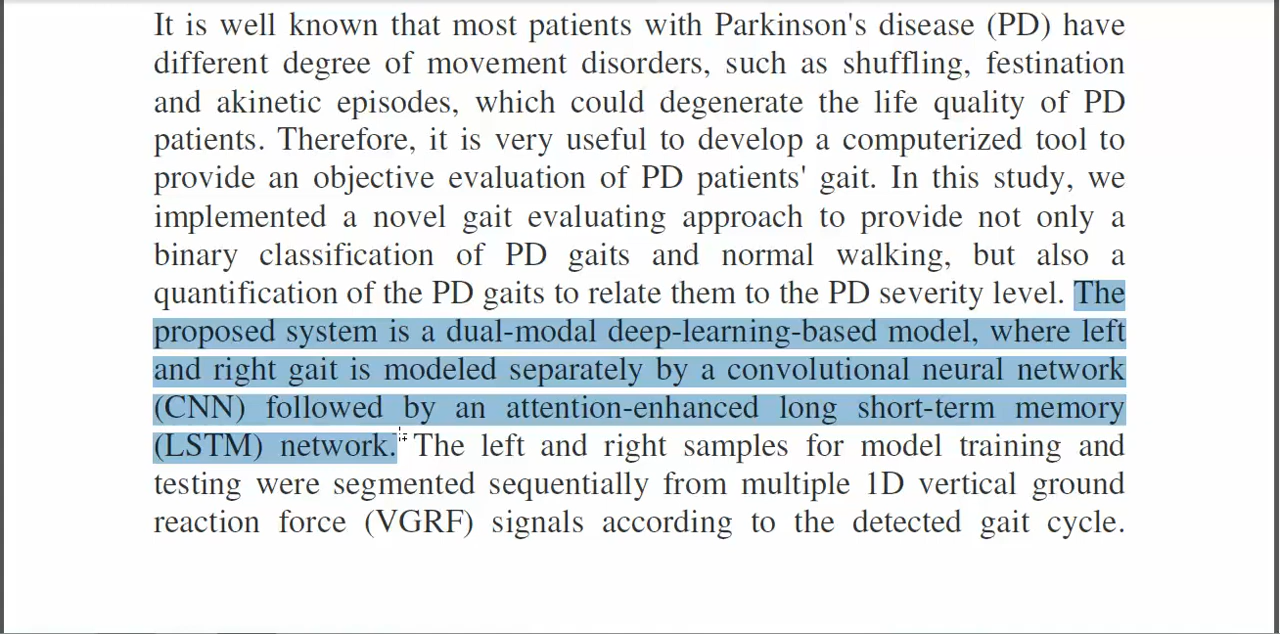 It is well known that most patients with Parkinson's disease (PD) have
different degree of movement disorders, such as shuffling, festination
and akinetic episodes, which could degenerate the life quality of PD
patients. Therefore, it is very useful to develop a computerized tool to
provide an objective evaluation of PD patients' gait. In this study, we
implemented a novel gait evaluating approach to provide not only a
binary classification of PD gaits and normal walking, but also a
quantification of the PD gaits to relate them to the PD severity level. The
proposed system is a dual-modal deep-learning-based model, where left
and right gait is modeled separately by a convolutional neural network
(CNN) followed by an attention-enhanced long short-term memory
(LSTM) network. The left and right samples for model training and
testing were segmented sequentially from multiple 1D vertical ground
reaction force (VGRF) signals according to the detected gait cycle.